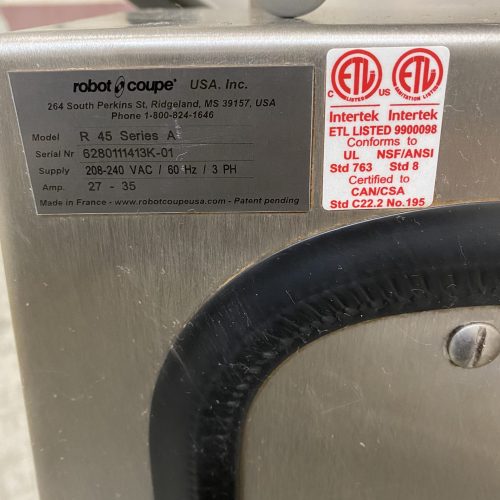 robot coupe® USA, Inc.
264 South Perkins St, Ridgeland, MS 39157, USA
Phone 1-800-824-1646
Model R 45 Series A
Serial Nr 6280111413K-01
Supply 208-240 VAC / 60 Hz / 3 PH
Amp. 27 - 35
Made in France - www.robotcoupeusa.com - Patent pending
ETL ETL
C LISTED US SANITATION LISTED
Intertek Intertek
ETL LISTED 9900098
Conforms to
UL NSF/ANSI
Std 763 Std 8
Certified to
CAN/CSA
Std C22.2 No.195